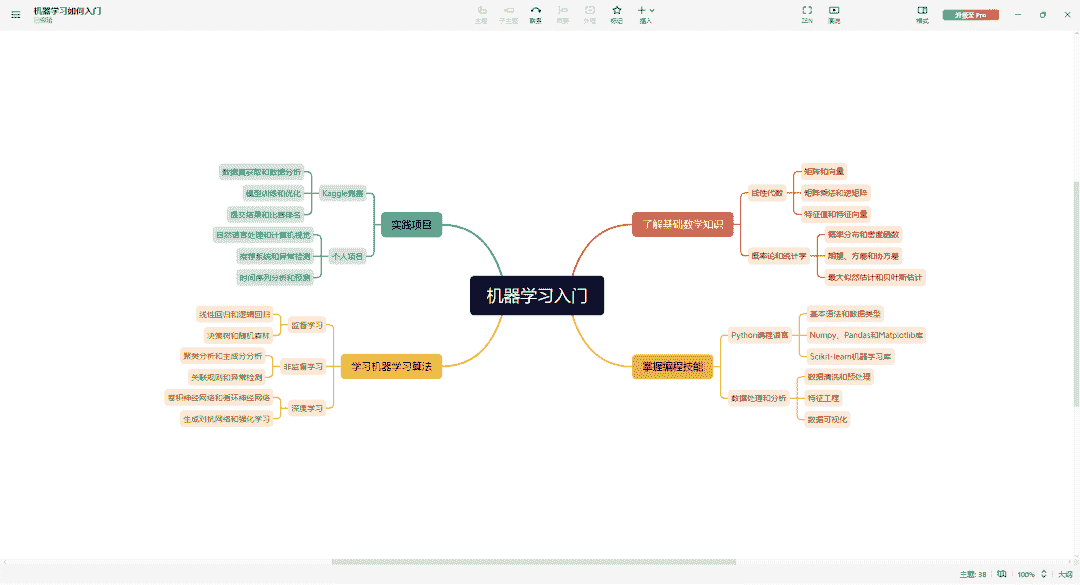 机器学习如何入门
已编辑
主题
子主题
联系
概要
外框
标记
插入
ZEN
演说
格式
升级至 Pro
机器学习入门
了解基础数学知识
线性代数
矩阵和向量
矩阵乘法和逆矩阵
特征值和特征向量
概率论和统计学
概率分布和密度函数
期望、方差和协方差
最大似然估计和贝叶斯估计
掌握编程技能
Python编程语言
基本语法和数据类型
Numpy、Pandas和Matplotlib库
Scikit-learn机器学习库
数据处理和分析
数据清洗和预处理
特征工程
数据可视化
学习机器学习算法
监督学习
线性回归和逻辑回归
决策树和随机森林
非监督学习
聚类分析和主成分分析
关联规则和异常检测
深度学习
卷积神经网络和循环神经网络
生成对抗网络和强化学习
实践项目
Kaggle竞赛
数据集获取和数据分析
模型训练和优化
提交结果和比赛排名
个人项目
自然语言处理和计算机视觉
推荐系统和异常检测
时间序列分析和预测
主题: 38
100%
大纲